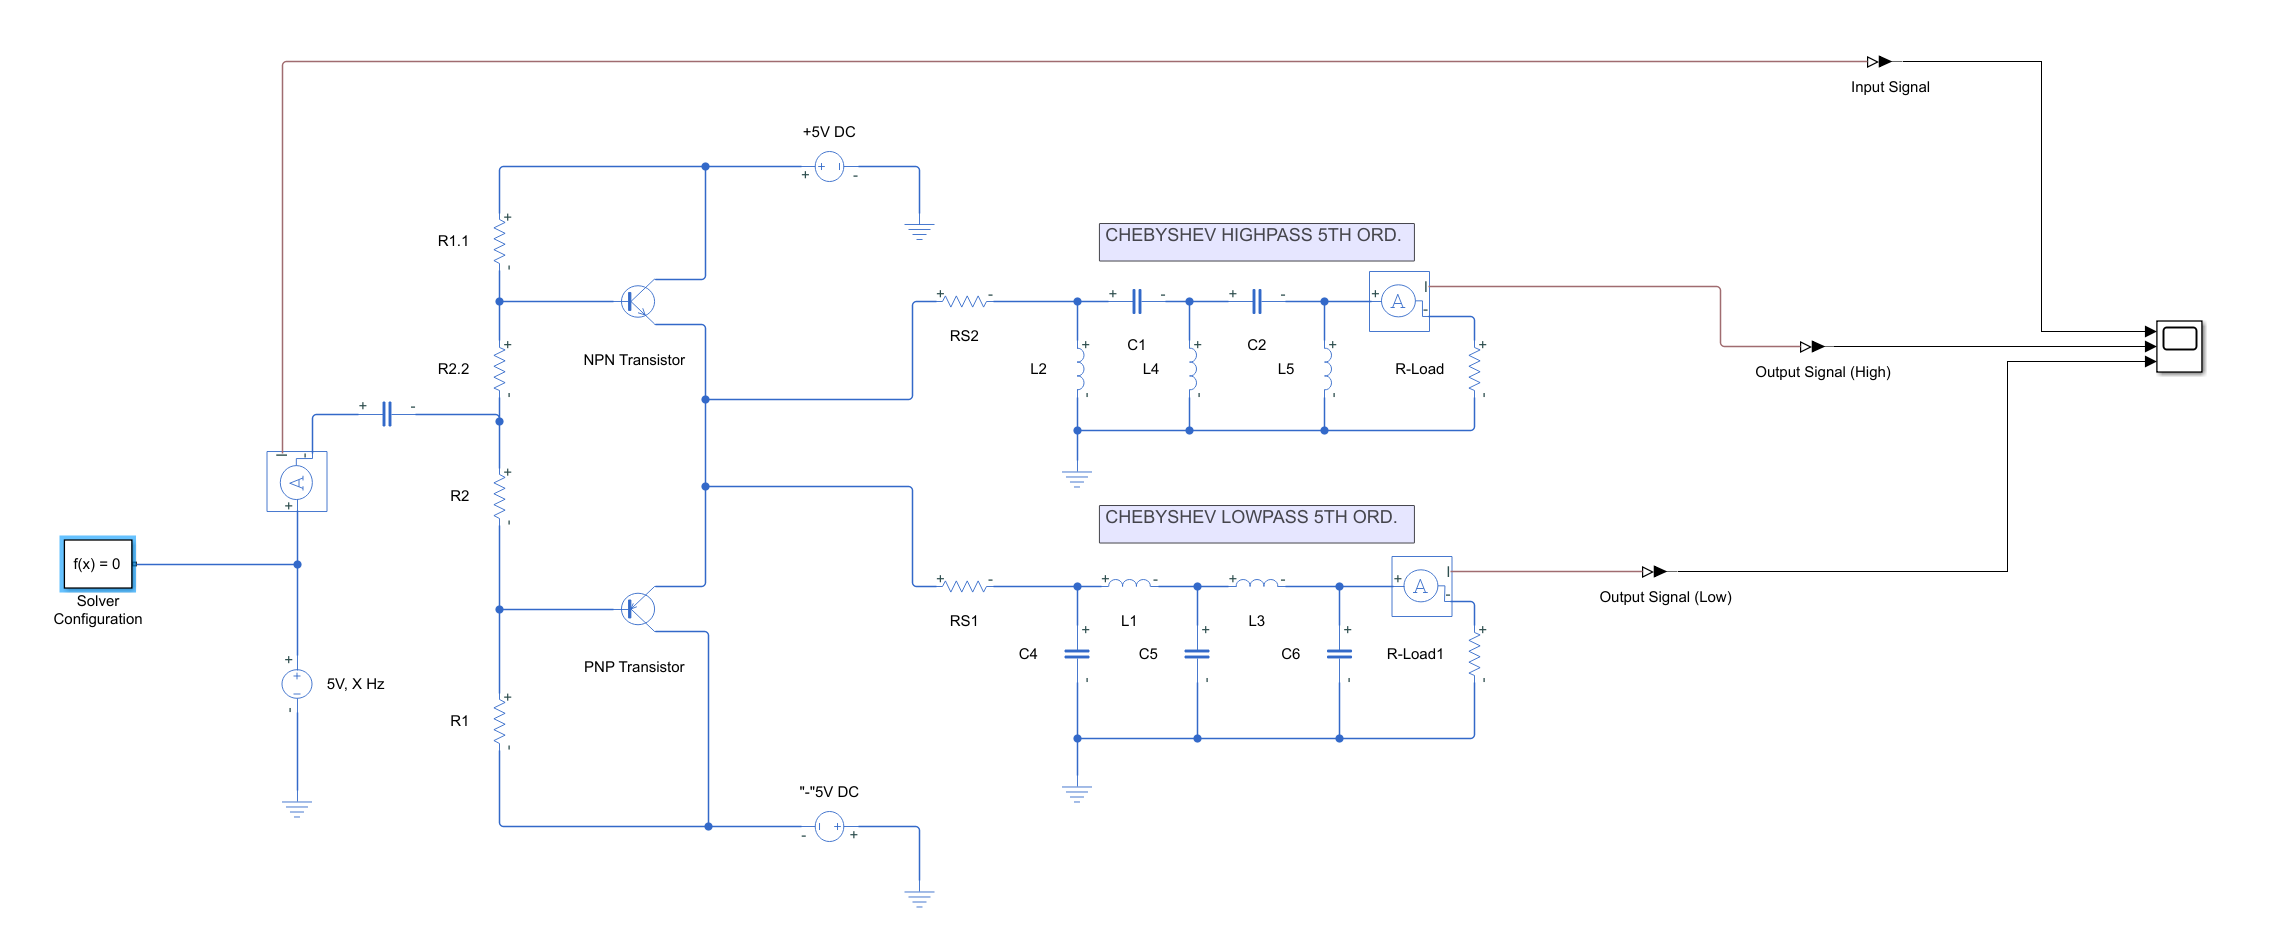 Input Signal
+5V DC
R1.1
CHEBYSHEV HIGHPASS 5TH ORD.
NPN Transistor
RS2
C1
C2
R2.2
L2
L4
L5
R-Load
Output Signal (High)
R2
CHEBYSHEV LOWPASS 5TH ORD.
f(x) = 0
Solver
Configuration
Output Signal (Low)
RS1
L1
L3
C4
C5
C6
R-Load1
PNP Transistor
5V, X Hz
R1
"-"5V DC
A
A
A